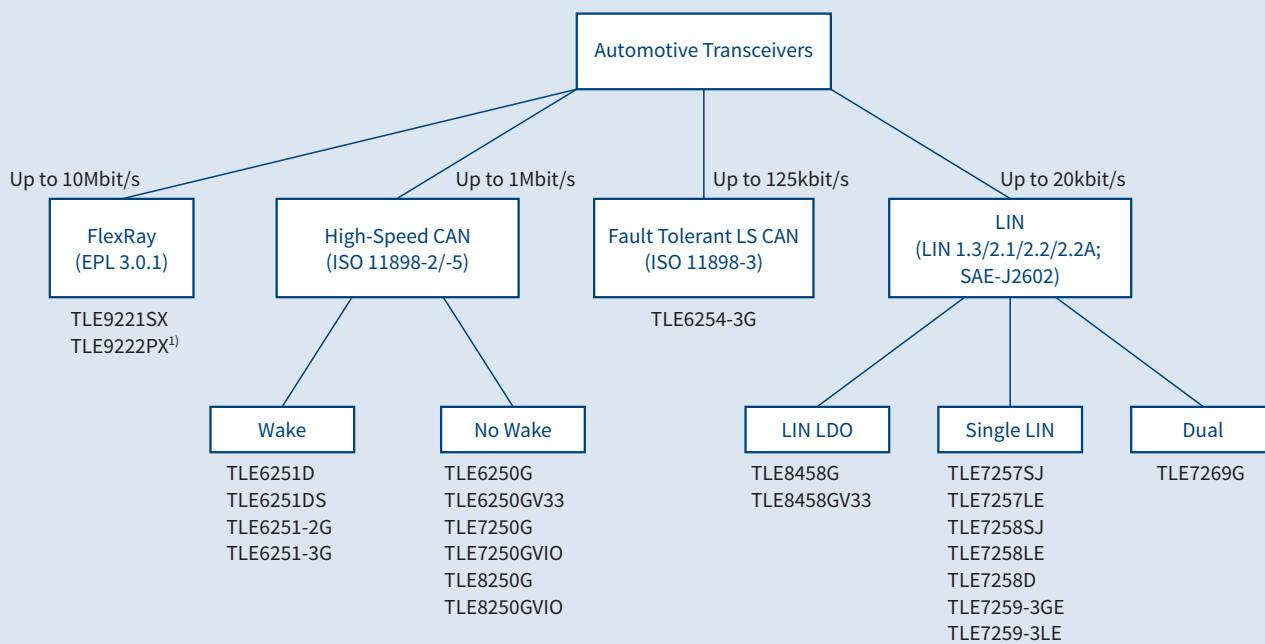 Automotive Transceivers
Up to 10Mbit/s
Up to 1Mbit/s
Up to 125kbit/s
Up to 20kbit/s
FlexRay
(EPL 3.0.1)
High-Speed CAN
(ISO 11898-2/-5)
Fault Tolerant LS CAN
(ISO 11898-3)
LIN
(LIN 1.3/2.1/2.2/2.2A;
SAE-J2602)
TLE9221SX
TLE9222PX1)
TLE6254-3G
Wake
TLE6251D
TLE6251DS
TLE6251-2G
TLE6251-3G
No Wake
TLE6250G
TLE6250GV33
TLE7250G
TLE7250GVIO
TLE8250G
TLE8250GVIO
LIN LDO
TLE8458G
TLE8458GV33
Single LIN
TLE7257SJ
TLE7257LE
TLE7258SJ
TLE7258LE
TLE7258D
TLE7259-3GE
TLE7259-3LE
Dual
TLE7269G